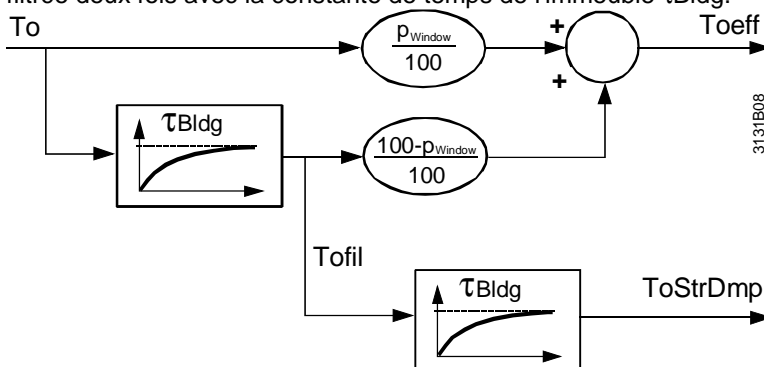 filtrée deux fois avec la constante de temps de l'immeuble τBldg.
To
pWindow
100
+
Toeff
+
3131B08
τBldg
100-pWindow
100
Tofil
τBldg
ToStrDmp